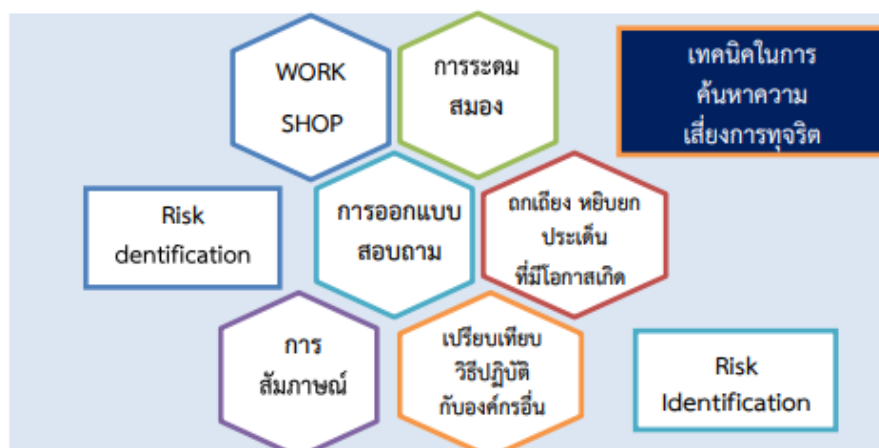 WORK
SHOP
การระดม
สมอง
เทคนิคในการ
ค้นหาความ
เสี่ยงการทุจริต
Risk
dentification
การออกแบบ
สอบถาม
ถกเถียง หยิบยก
ประเด็น
ที่มีโอกาสเกิด
การ
สัมภาษณ์
เปรียบเทียบ
วิธีปฏิบัติ
กับองค์กรอื่น
Risk
Identification